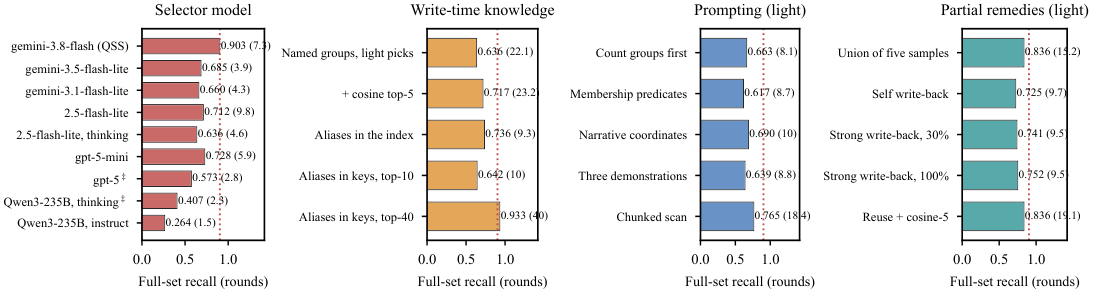 Selector model
gemini-3.8-flash (QSS) 0.903 (7.3)
gemini-3.5-flash-lite 0.685 (3.9)
gemini-3.1-flash-lite 0.660 (4.3)
2.5-flash-lite 0.712 (9.8)
2.5-flash-lite, thinking 0.636 (4.6)
gpt-5-mini 0.728 (5.9)
gpt-5 ‡ 0.573 (2.8)
Qwen3-235B, thinking ‡ 0.407 (2.3)
Qwen3-235B, instruct 0.264 (1.5)
0.0 0.5 1.0
Full-set recall (rounds)
Write-time knowledge
Named groups, light picks 0.636 (22.1)
+ cosine top-5 0.717 (23.2)
Aliases in the index 0.736 (9.3)
Aliases in keys, top-10 0.642 (10)
Aliases in keys, top-40 0.933 (40)
0.0 0.5 1.0
Full-set recall (rounds)
Prompting (light)
Count groups first 0.663 (8.1)
Membership predicates 0.617 (8.7)
Narrative coordinates 0.690 (10)
Three demonstrations 0.639 (8.8)
Chunked scan 0.765 (18.4)
0.0 0.5 1.0
Full-set recall (rounds)
Partial remedies (light)
Union of five samples 0.836 (15.2)
Self write-back 0.725 (9.7)
Strong write-back, 30% 0.741 (9.5)
Strong write-back, 100% 0.752 (9.5)
Reuse + cosine-5 0.836 (19.1)
0.0 0.5 1.0
Full-set recall (rounds)